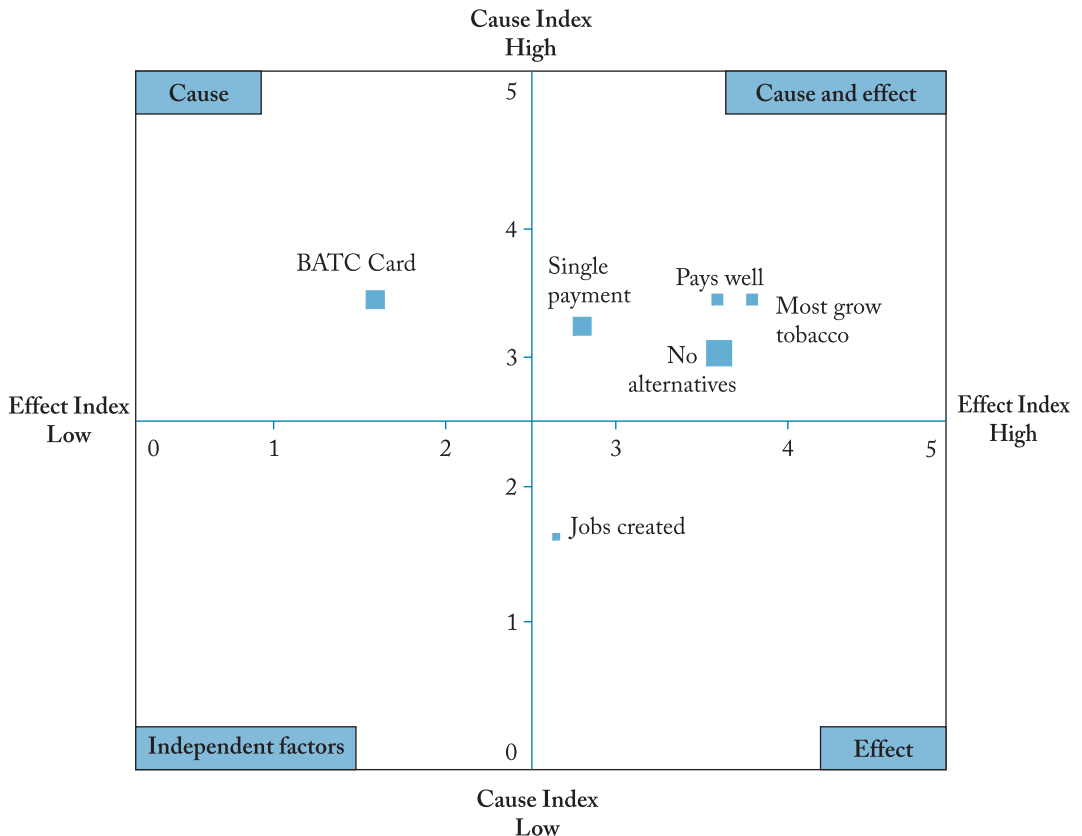 Cause Index
High
Cause
5
Cause and effect
4
BATC Card
Single
payment
Pays well
Most grow
tobacco
3
No
alternatives
Effect Index
Low
Effect Index
High
0
1
2
3
4
5
2
Jobs created
1
Independent factors
0
Effect
Cause Index
Low